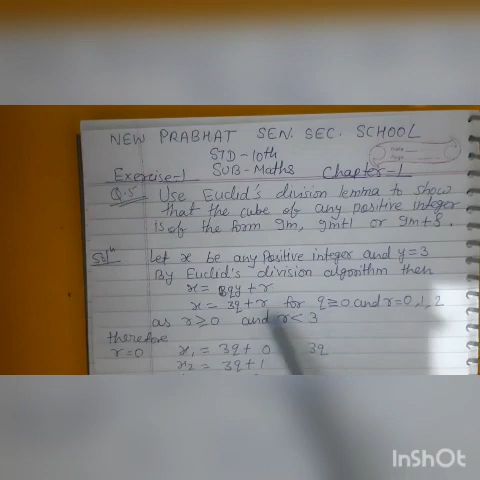 NEW PRABHAT SEN. SEC. SCHOOL
STD-10th
Exercise-1 SUB-Maths Chapter-1
Q.5 Use Euclid's division lemma to show
that the cube of any positive integer
is of the form 9m, 9m+1 or 9m+8.
Solⁿ Let x be any positive integer and y=3
By Euclid's division algorithm then
x = qy+r
x = 3q+r for q≥0 and r=0,1,2
as r≥0 and r<3
therefore
r=0 x₁ = 3q+ 0 3q
x₂ = 3q+1
InShOt